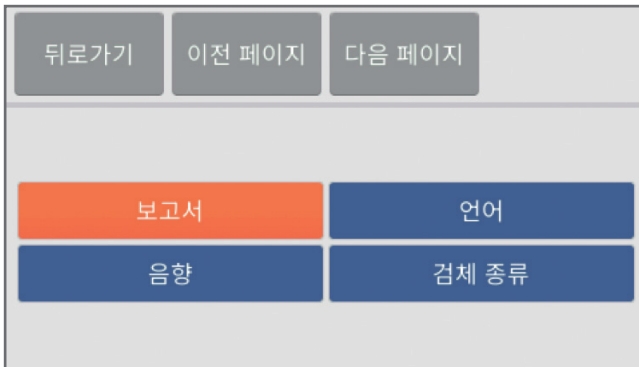 뒤로가기 이전 페이지 다음 페이지
보고서 언어
음향 검체 종류